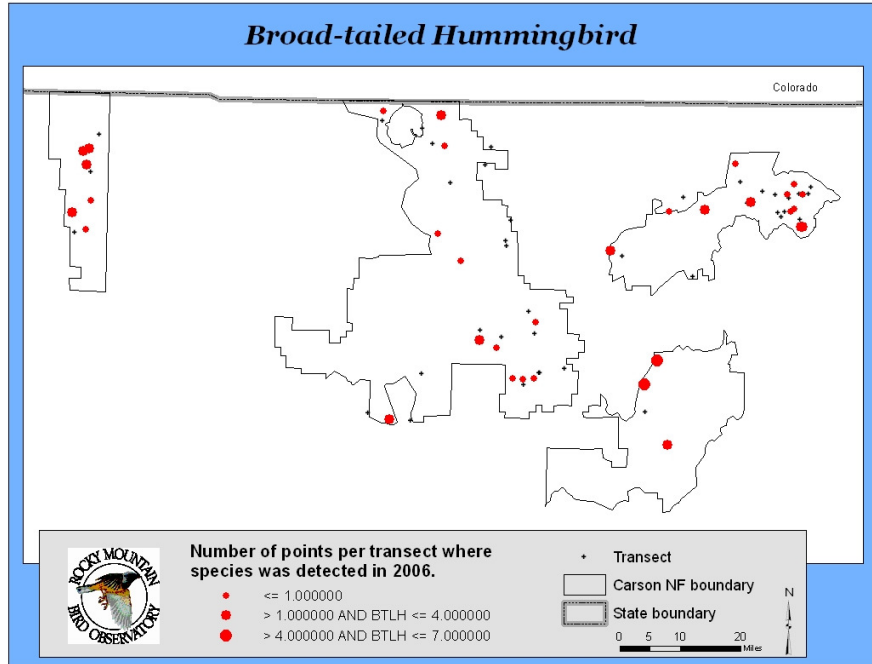 Broad-tailed Hummingbird
Colorado
ROCKY MOUNTAIN
BIRD OBSERVATORY
Number of points per transect where
species was detected in 2006.
<= 1.000000
> 1.000000 AND BTLH <= 4.000000
> 4.000000 AND BTLH <= 7.000000
Transect
Carson NF boundary
State boundary
N
0 5 10 20
Miles